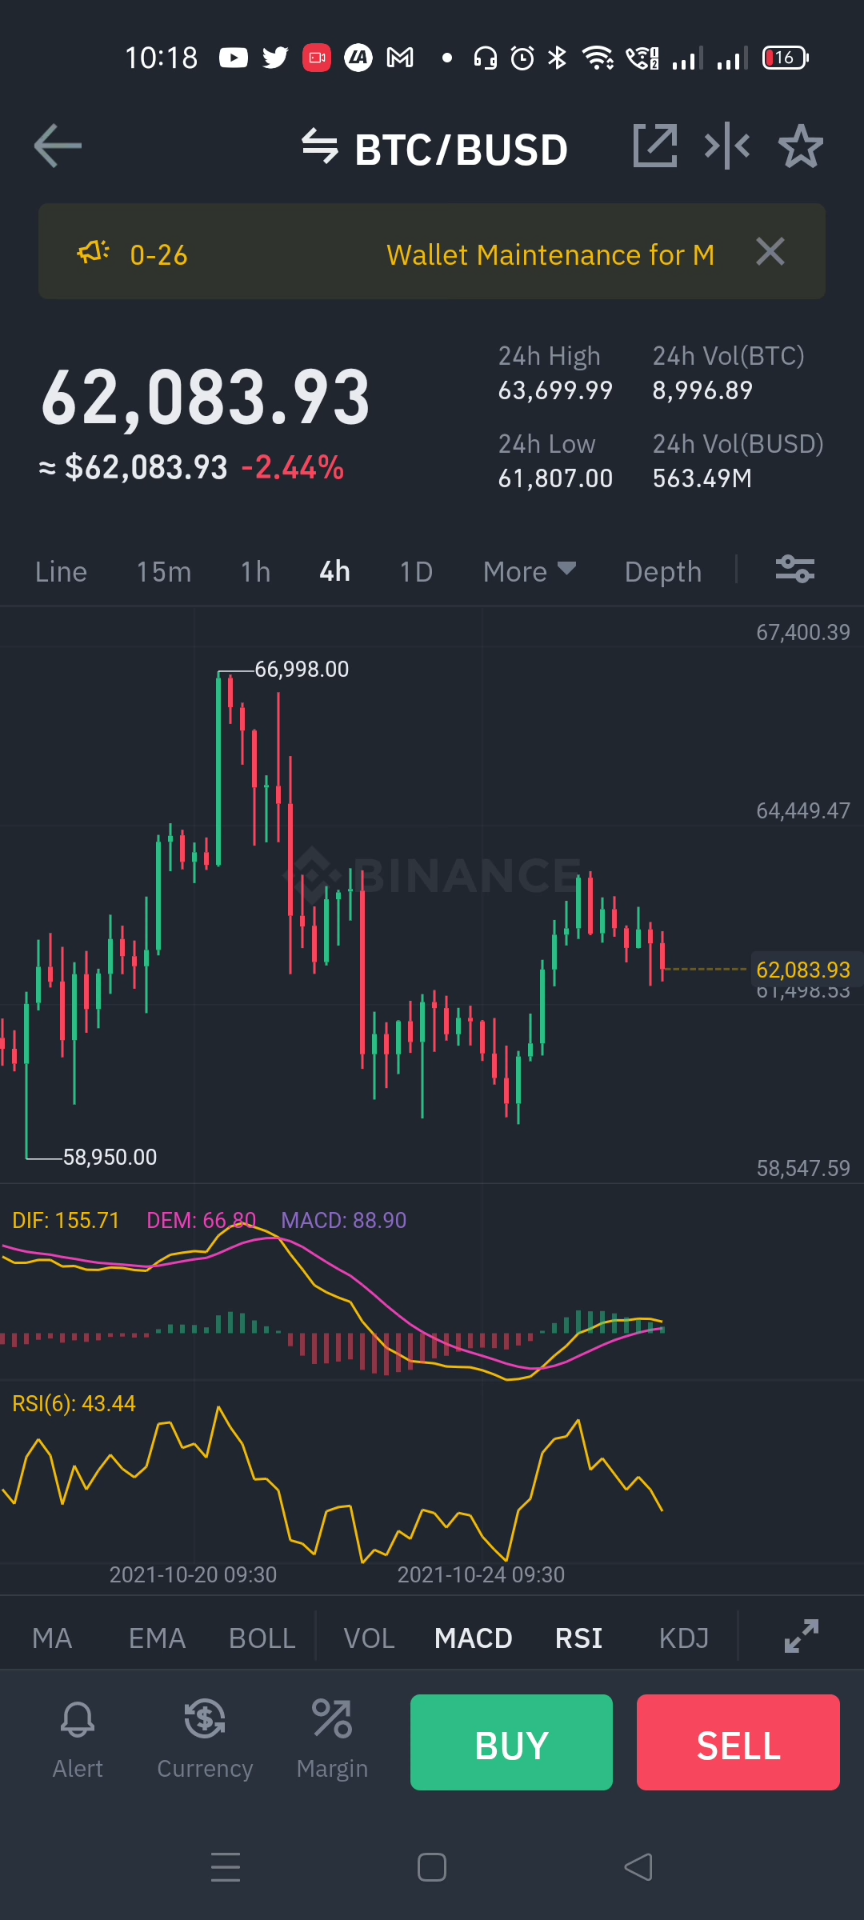 10:18
16
BTC/BUSD
0-26 Wallet Maintenance for M
62,083.93
≈ $62,083.93 -2.44%
24h High
63,699.99
24h Vol(BTC)
8,996.89
24h Low
61,807.00
24h Vol(BUSD)
563.49M
Line 15m 1h 4h 1D More Depth
67,400.39
66,998.00
64,449.47
BINANCE
62,083.93
61,498.53
58,950.00
58,547.59
DIF: 155.71 DEM: 66.80 MACD: 88.90
RSI(6): 43.44
2021-10-20 09:30 2021-10-24 09:30
MA EMA BOLL VOL MACD RSI KDJ
Alert Currency Margin BUY SELL